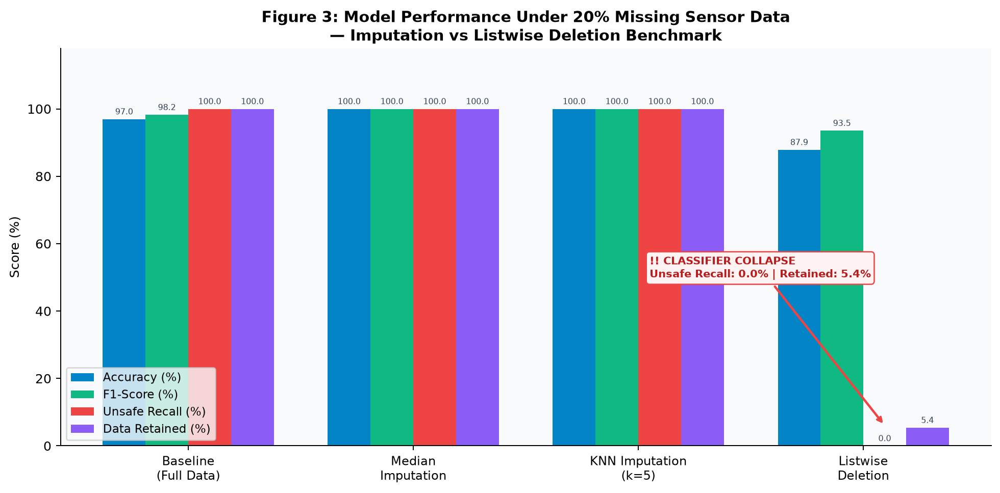 Figure 3: Model Performance Under 20% Missing Sensor Data
— Imputation vs Listwise Deletion Benchmark
Score (%)
100
80
60
40
20
0
97.0
98.2
100.0
100.0
100.0
100.0
100.0
100.0
100.0
100.0
100.0
100.0
87.9
93.5
0.0
5.4
!! CLASSIFIER COLLAPSE
Unsafe Recall: 0.0% | Retained: 5.4%
Accuracy (%)
F1-Score (%)
Unsafe Recall (%)
Data Retained (%)
Baseline
(Full Data)
Median
Imputation
KNN Imputation
(k=5)
Listwise
Deletion